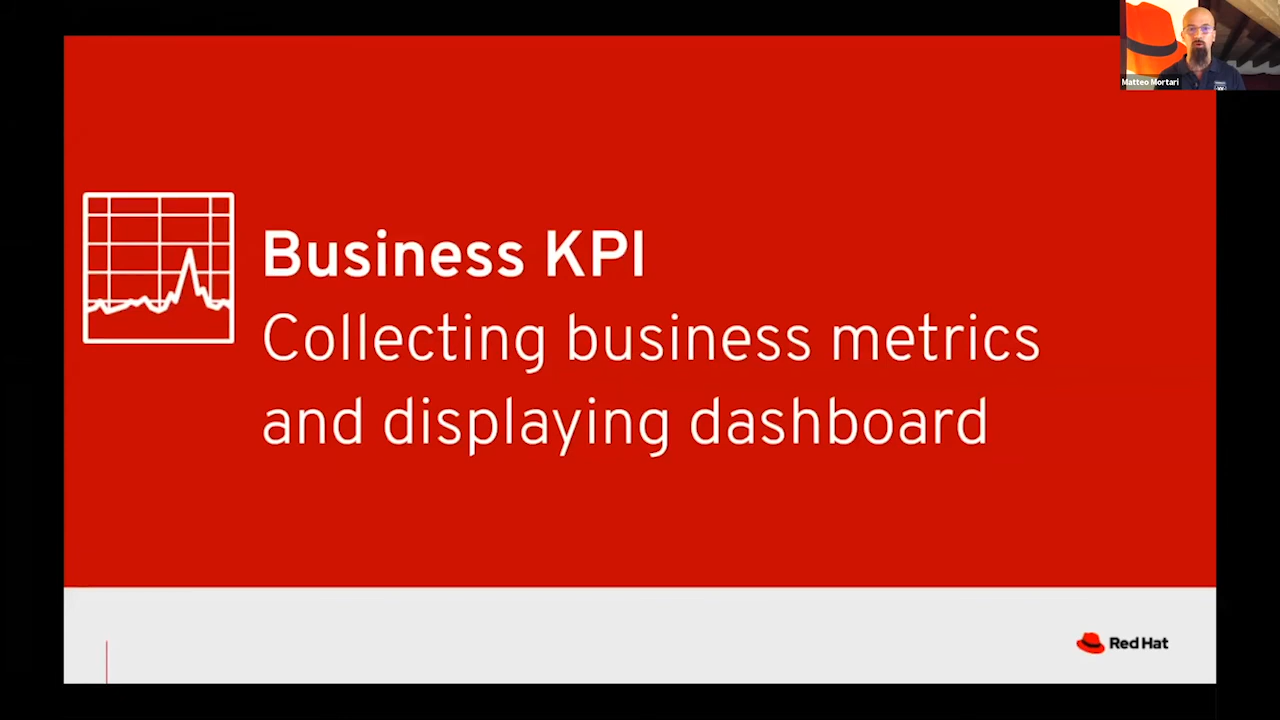 Matteo Mortari
Business KPI
Collecting business metrics
and displaying dashboard
Red Hat